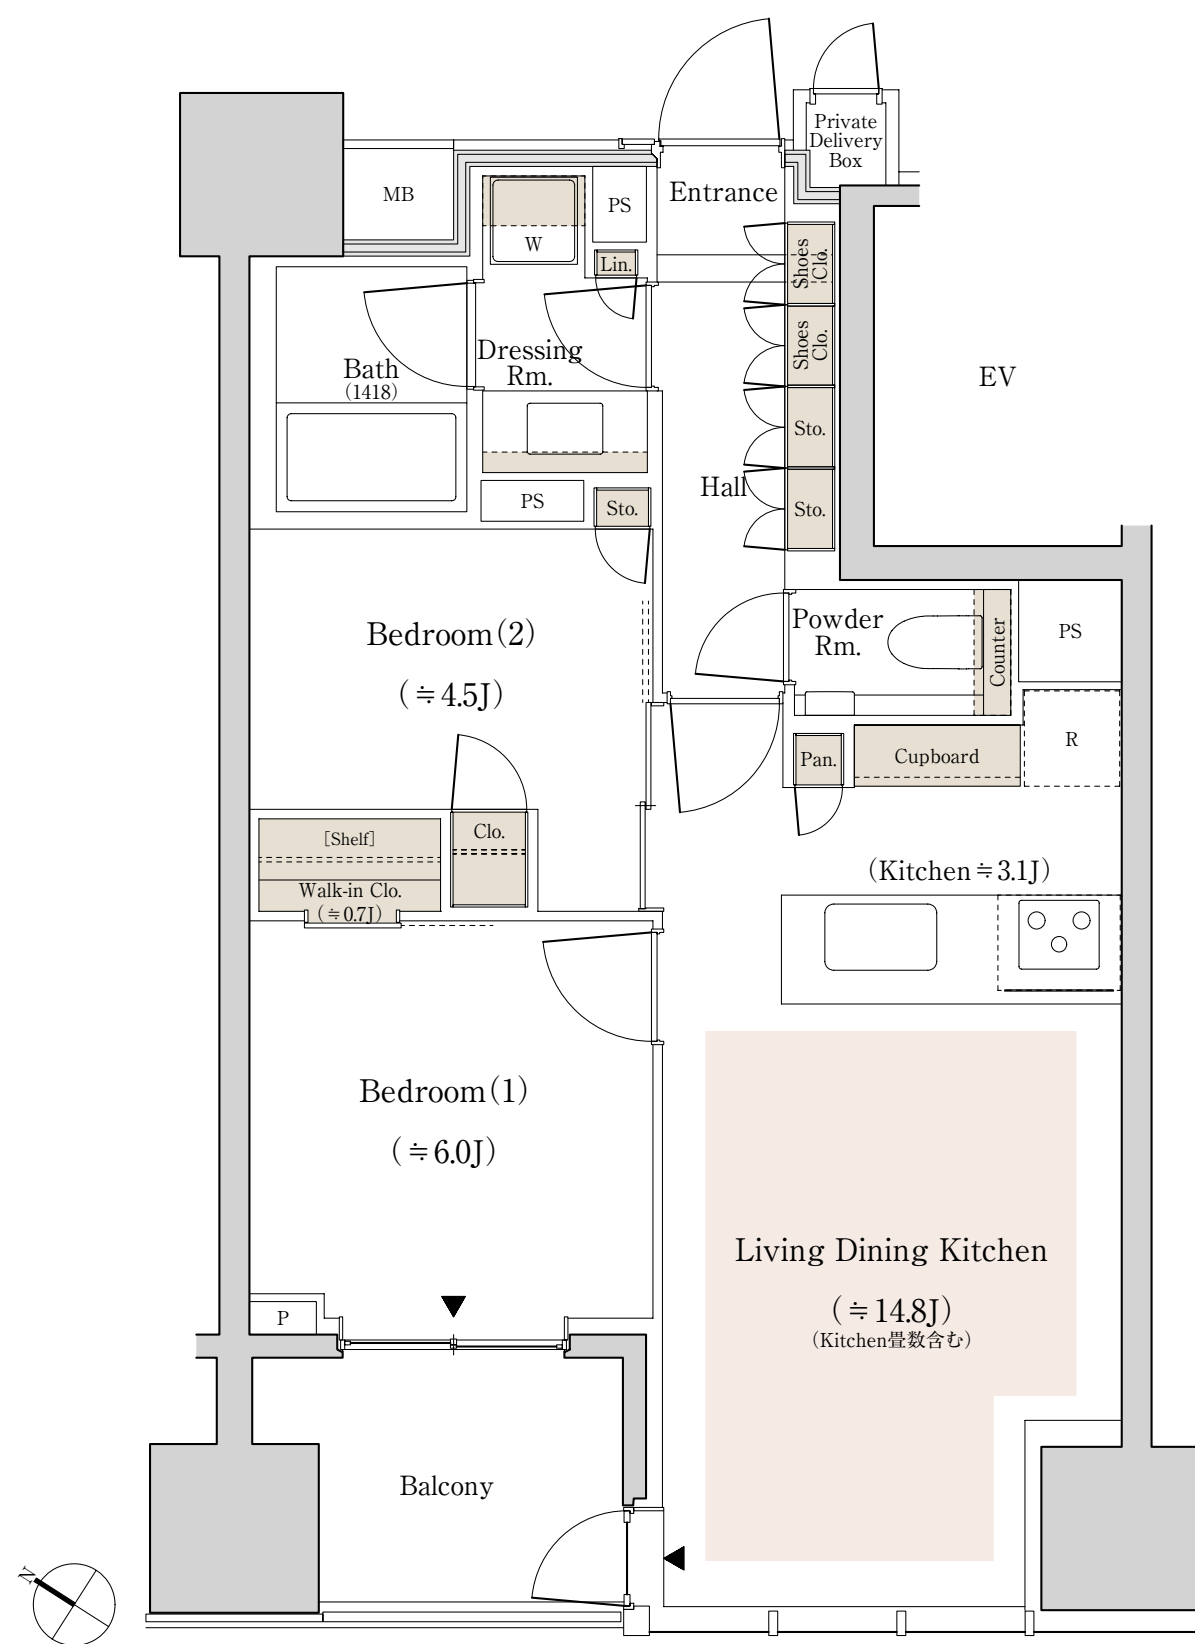 Private
Delivery
Box
MB
W
PS
Entrance
Lin.
Shoes
Clo.
Shoes
Clo.
Dressing
Rm.
Bath
(1418)
EV
Sto.
Hall
Sto.
PS
Sto.
Bedroom(2)
(≒4.5J)
Powder
Rm.
Counter
PS
Pan.
Cupboard
R
[Shelf]
Clo.
Walk-in Clo.
(≒0.7J)
(Kitchen≒3.1J)
Bedroom(1)
(≒6.0J)
Living Dining Kitchen
(≒14.8J)
(Kitchen畳数含む)
P
Balcony
N